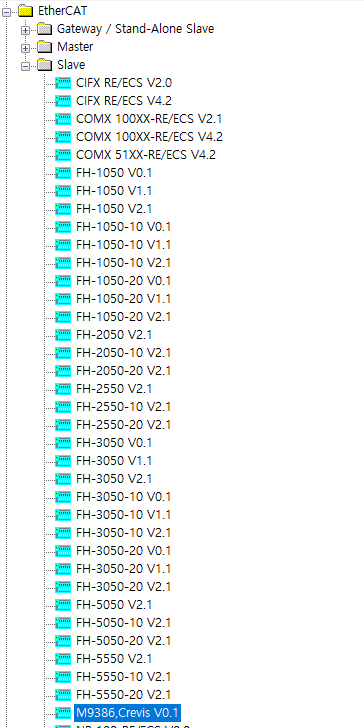 EtherCAT
Gateway / Stand-Alone Slave
Master
Slave
CIFX RE/ECS V2.0
CIFX RE/ECS V4.2
COMX 100XX-RE/ECS V2.1
COMX 100XX-RE/ECS V4.2
COMX 51XX-RE/ECS V4.2
FH-1050 V0.1
FH-1050 V1.1
FH-1050 V2.1
FH-1050-10 V0.1
FH-1050-10 V1.1
FH-1050-10 V2.1
FH-1050-20 V0.1
FH-1050-20 V1.1
FH-1050-20 V2.1
FH-2050 V2.1
FH-2050-10 V2.1
FH-2050-20 V2.1
FH-2550 V2.1
FH-2550-10 V2.1
FH-2550-20 V2.1
FH-3050 V0.1
FH-3050 V1.1
FH-3050 V2.1
FH-3050-10 V0.1
FH-3050-10 V1.1
FH-3050-10 V2.1
FH-3050-20 V0.1
FH-3050-20 V1.1
FH-3050-20 V2.1
FH-5050 V2.1
FH-5050-10 V2.1
FH-5050-20 V2.1
FH-5550 V2.1
FH-5550-10 V2.1
FH-5550-20 V2.1
M9386,Crevis V0.1